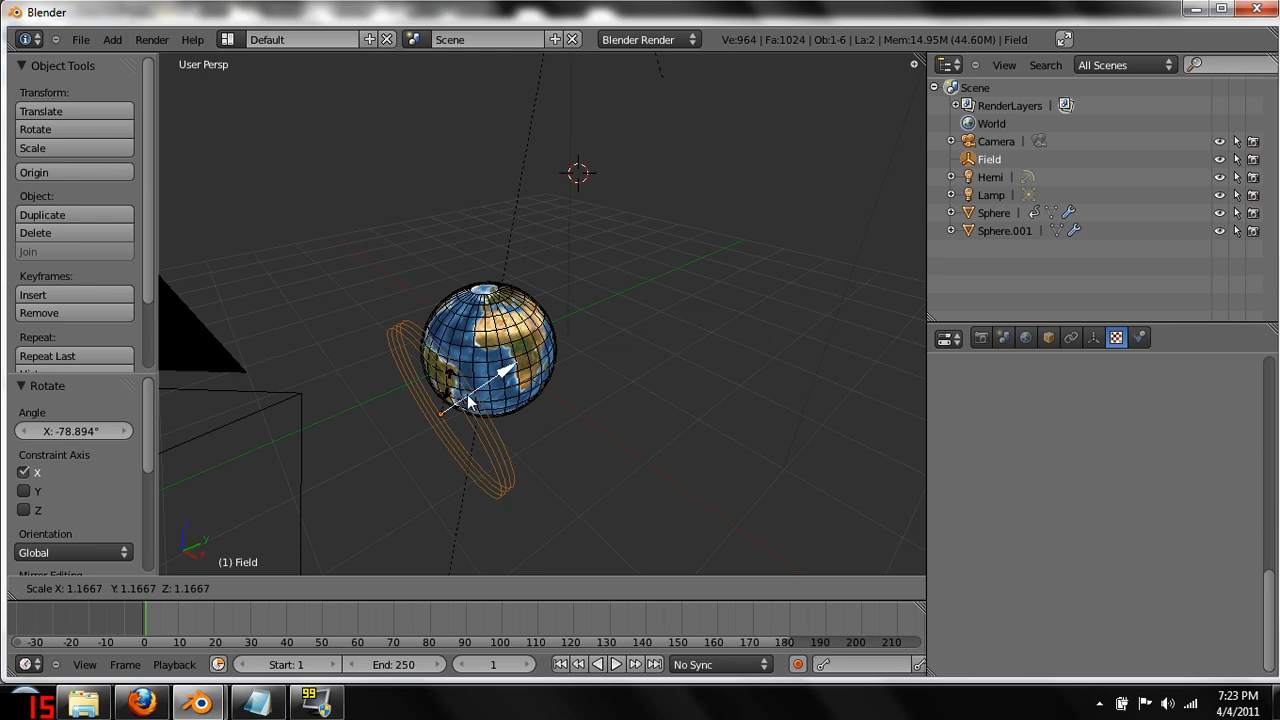 Blender
File Add Render Help Default Scene Blender Render Ve:964 | Fa:1024 | Ob:1-6 | La:2 | Mem:14.95M (44.60M) | Field
Object Tools
Transform:
Translate
Rotate
Scale
Origin
Object:
Duplicate
Delete
Join
Keyframes:
Insert
Remove
Repeat:
Repeat Last
Rotate
Angle
X: -78.894°
Constraint Axis
X
Y
Z
Orientation
Global
User Persp
z
y
x
(1) Field
View Search All Scenes
Scene
RenderLayers |
World
Camera |
Field
Hemi |
Lamp |
Sphere |
Sphere.001 |
Scale X: 1.1667 Y: 1.1667 Z: 1.1667
-30 -20 -10 0 10 20 30 40 50 60 70 80 90 100 110 120 130 140 150 160 170 180 190 200 210
View Frame Playback Start: 1 End: 250 1 No Sync
15
99
7:23 PM
4/4/2011